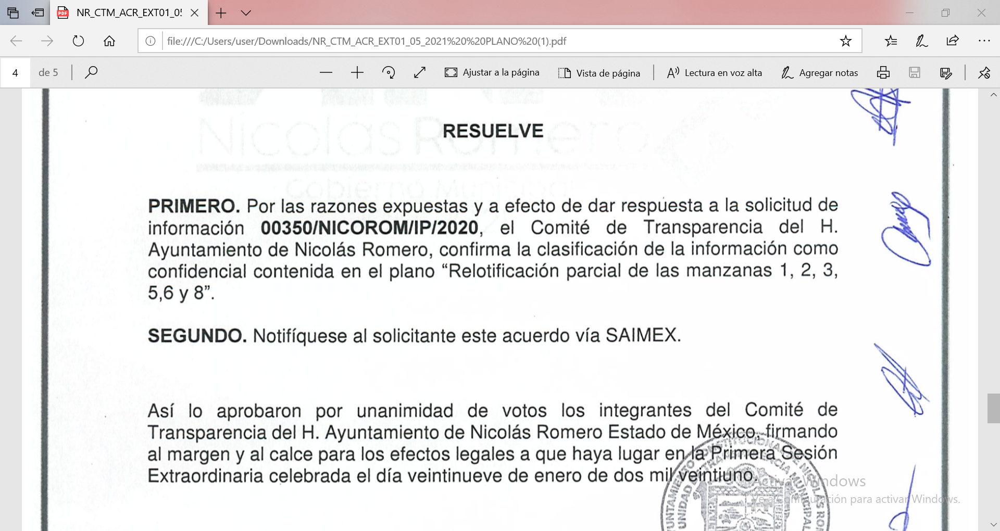 NR_CTM_ACR_EXT01_05
file:///C:/Users/user/Downloads/NR_CTM_ACR_EXT01_05_2021%20%20PLANO%20(1).pdf
4 de 5 Ajustar a la página Vista de página Lectura en voz alta Agregar notas
Nicolás Romero
RESUELVE
Gobierno Municipal
PRIMERO. Por las razones expuestas y a efecto de dar respuesta a la solicitud de
información 00350/NICOROM/IP/2020, el Comité de Transparencia del H.
Ayuntamiento de Nicolás Romero, confirma la clasificación de la información como
confidencial contenida en el plano “Relotificación parcial de las manzanas 1, 2, 3,
5,6 y 8”.
SEGUNDO. Notifíquese al solicitante este acuerdo vía SAIMEX.
Así lo aprobaron por unanimidad de votos los integrantes del Comité de
Transparencia del H. Ayuntamiento de Nicolás Romero Estado de México, firmando
al margen y al calce para los efectos legales a que haya lugar en la Primera Sesión
Extraordinaria celebrada el día veintinueve de enero de dos mil veintiuno.
Activar Windows
Ve a Configuración para activar Windows.